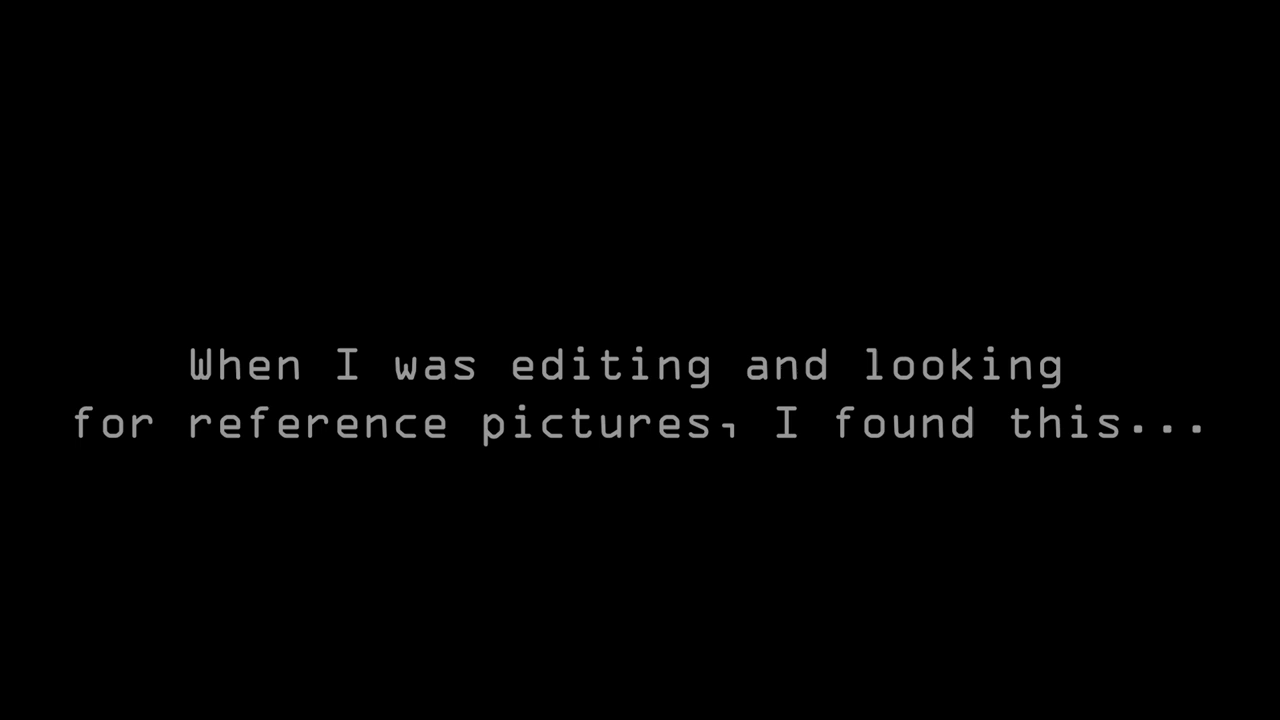 When I was editing and looking
for reference pictures, I found this...